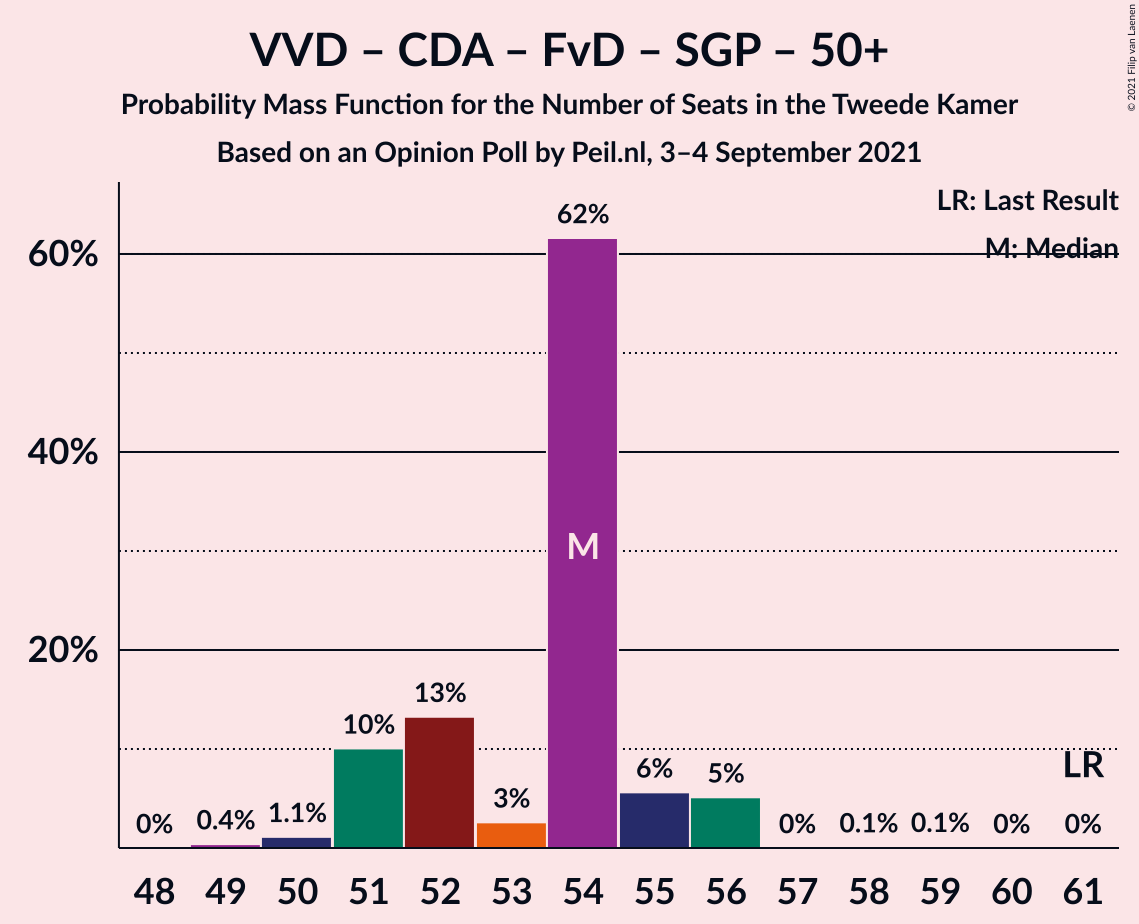 VVD – CDA – FvD – SGP – 50+
Probability Mass Function for the Number of Seats in the Tweede Kamer
Based on an Opinion Poll by Peil.nl, 3–4 September 2021
© 2021 Filip van Laenen
LR: Last Result
M: Median
60%
40%
20%
0%
0.4%
1.1%
10%
13%
3%
62%
6%
5%
0%
0.1%
0.1%
0%
0%
M
LR
48 49 50 51 52 53 54 55 56 57 58 59 60 61